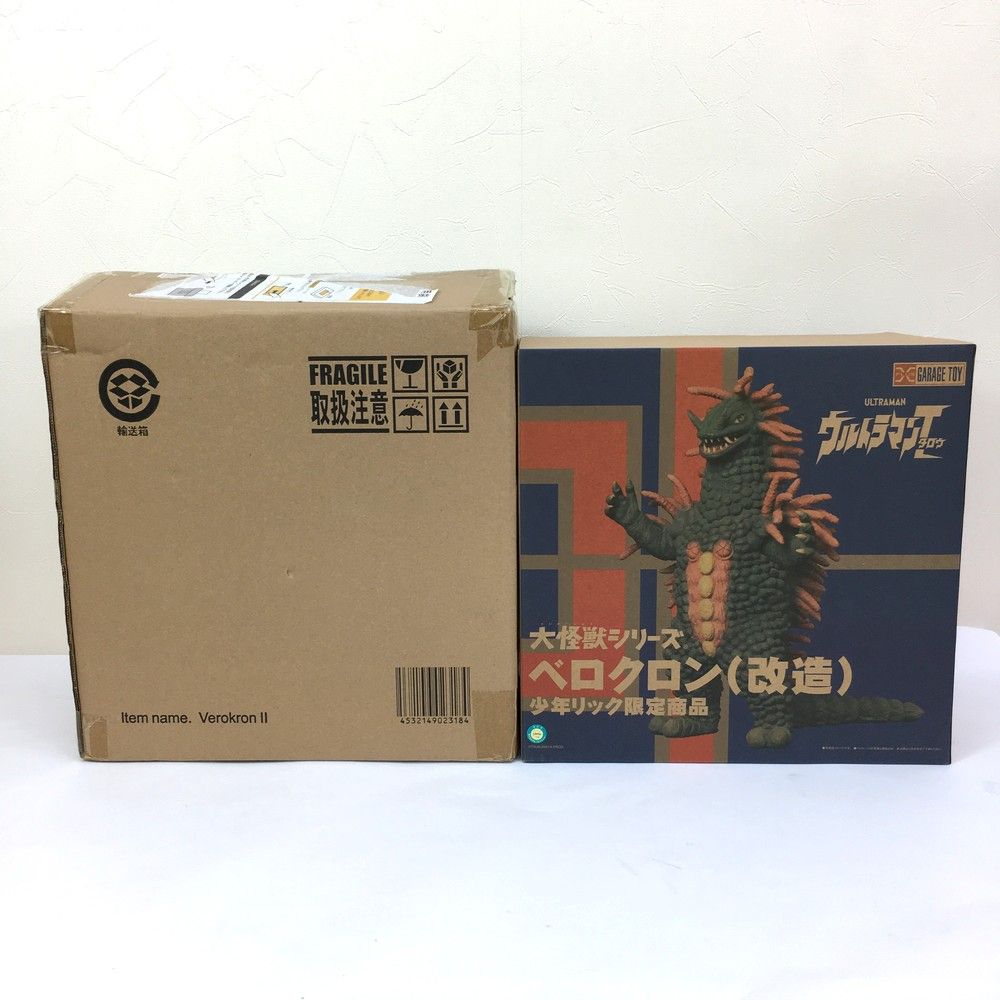 FRAGILE
取扱注意
輸送箱
Item name. Verokron II
4532149023184
GARAGE TOY
ULTRAMAN
ウルトラマンT
タロウ
大怪獣シリーズ
ベロクロン(改造)
少年リック限定商品